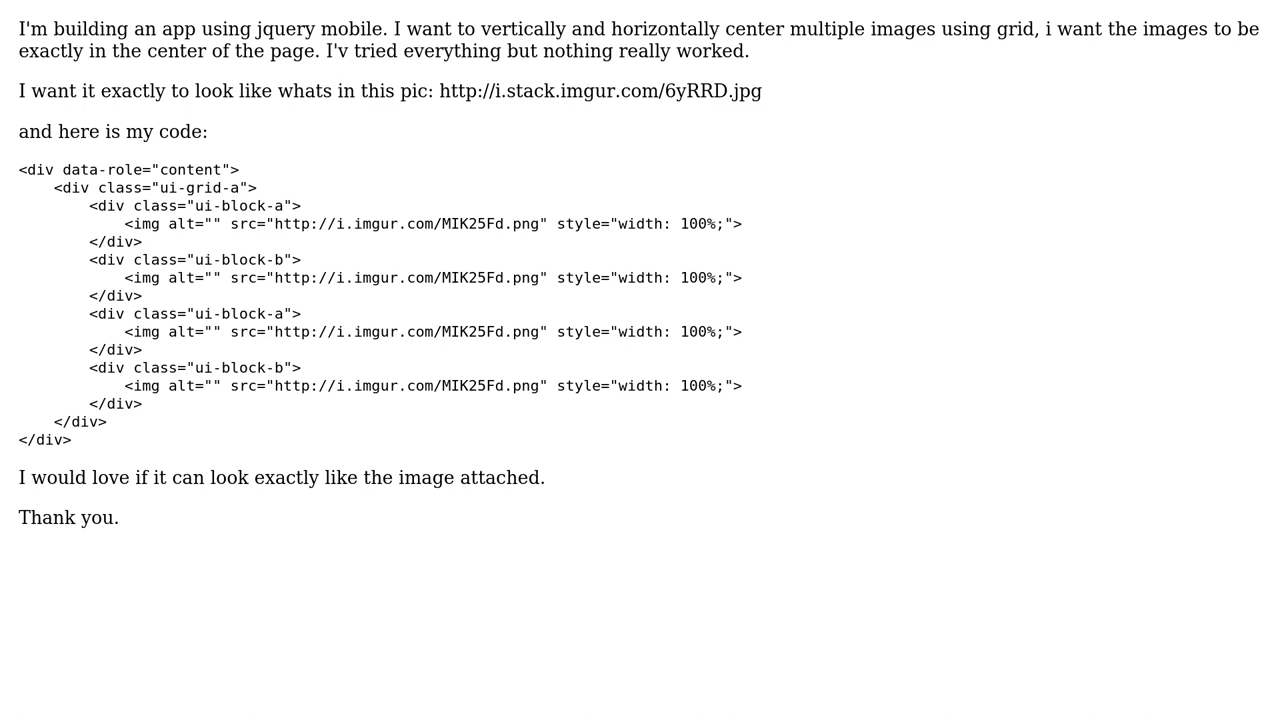 I'm building an app using jquery mobile. I want to vertically and horizontally center multiple images using grid, i want the images to be
exactly in the center of the page. I'v tried everything but nothing really worked.
I want it exactly to look like whats in this pic: http://i.stack.imgur.com/6yRRD.jpg
and here is my code:
<div data-role="content">
    <div class="ui-grid-a">
        <div class="ui-block-a">
            <img alt="" src="http://i.imgur.com/MIK25Fd.png" style="width: 100%;">
        </div>
        <div class="ui-block-b">
            <img alt="" src="http://i.imgur.com/MIK25Fd.png" style="width: 100%;">
        </div>
        <div class="ui-block-a">
            <img alt="" src="http://i.imgur.com/MIK25Fd.png" style="width: 100%;">
        </div>
        <div class="ui-block-b">
            <img alt="" src="http://i.imgur.com/MIK25Fd.png" style="width: 100%;">
        </div>
    </div>
</div>
I would love if it can look exactly like the image attached.
Thank you.